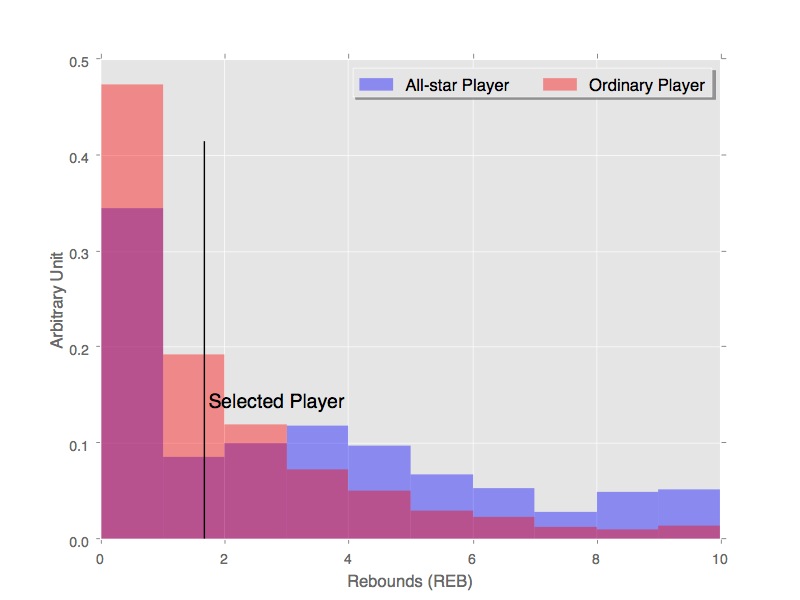 All-star Player Ordinary Player
0.5
0.4
0.3
0.2
0.1
0.0
Arbitrary Unit
Selected Player
0 2 4 6 8 10
Rebounds (REB)